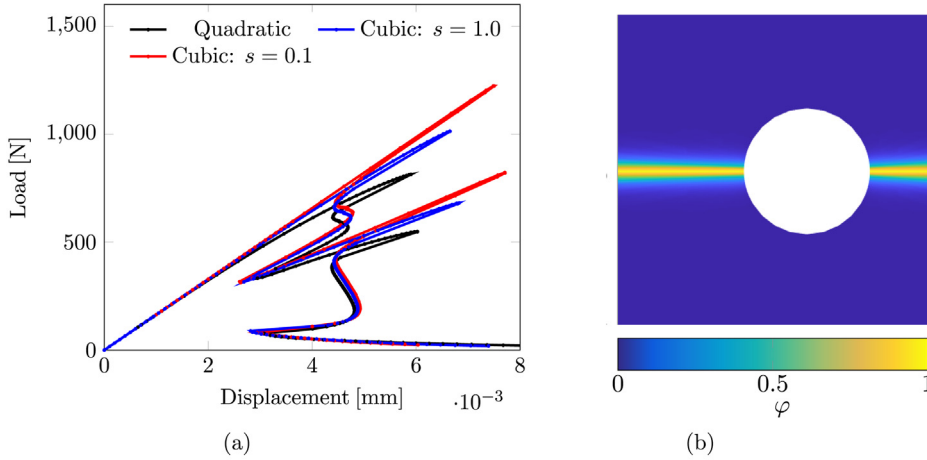 1,500
1,000
500
0
Load [N]
Quadratic
Cubic: s = 1.0
Cubic: s = 0.1
0 2 4 6 8
Displacement [mm] ·10⁻³
(a)
0 0.5 1
φ
(b)